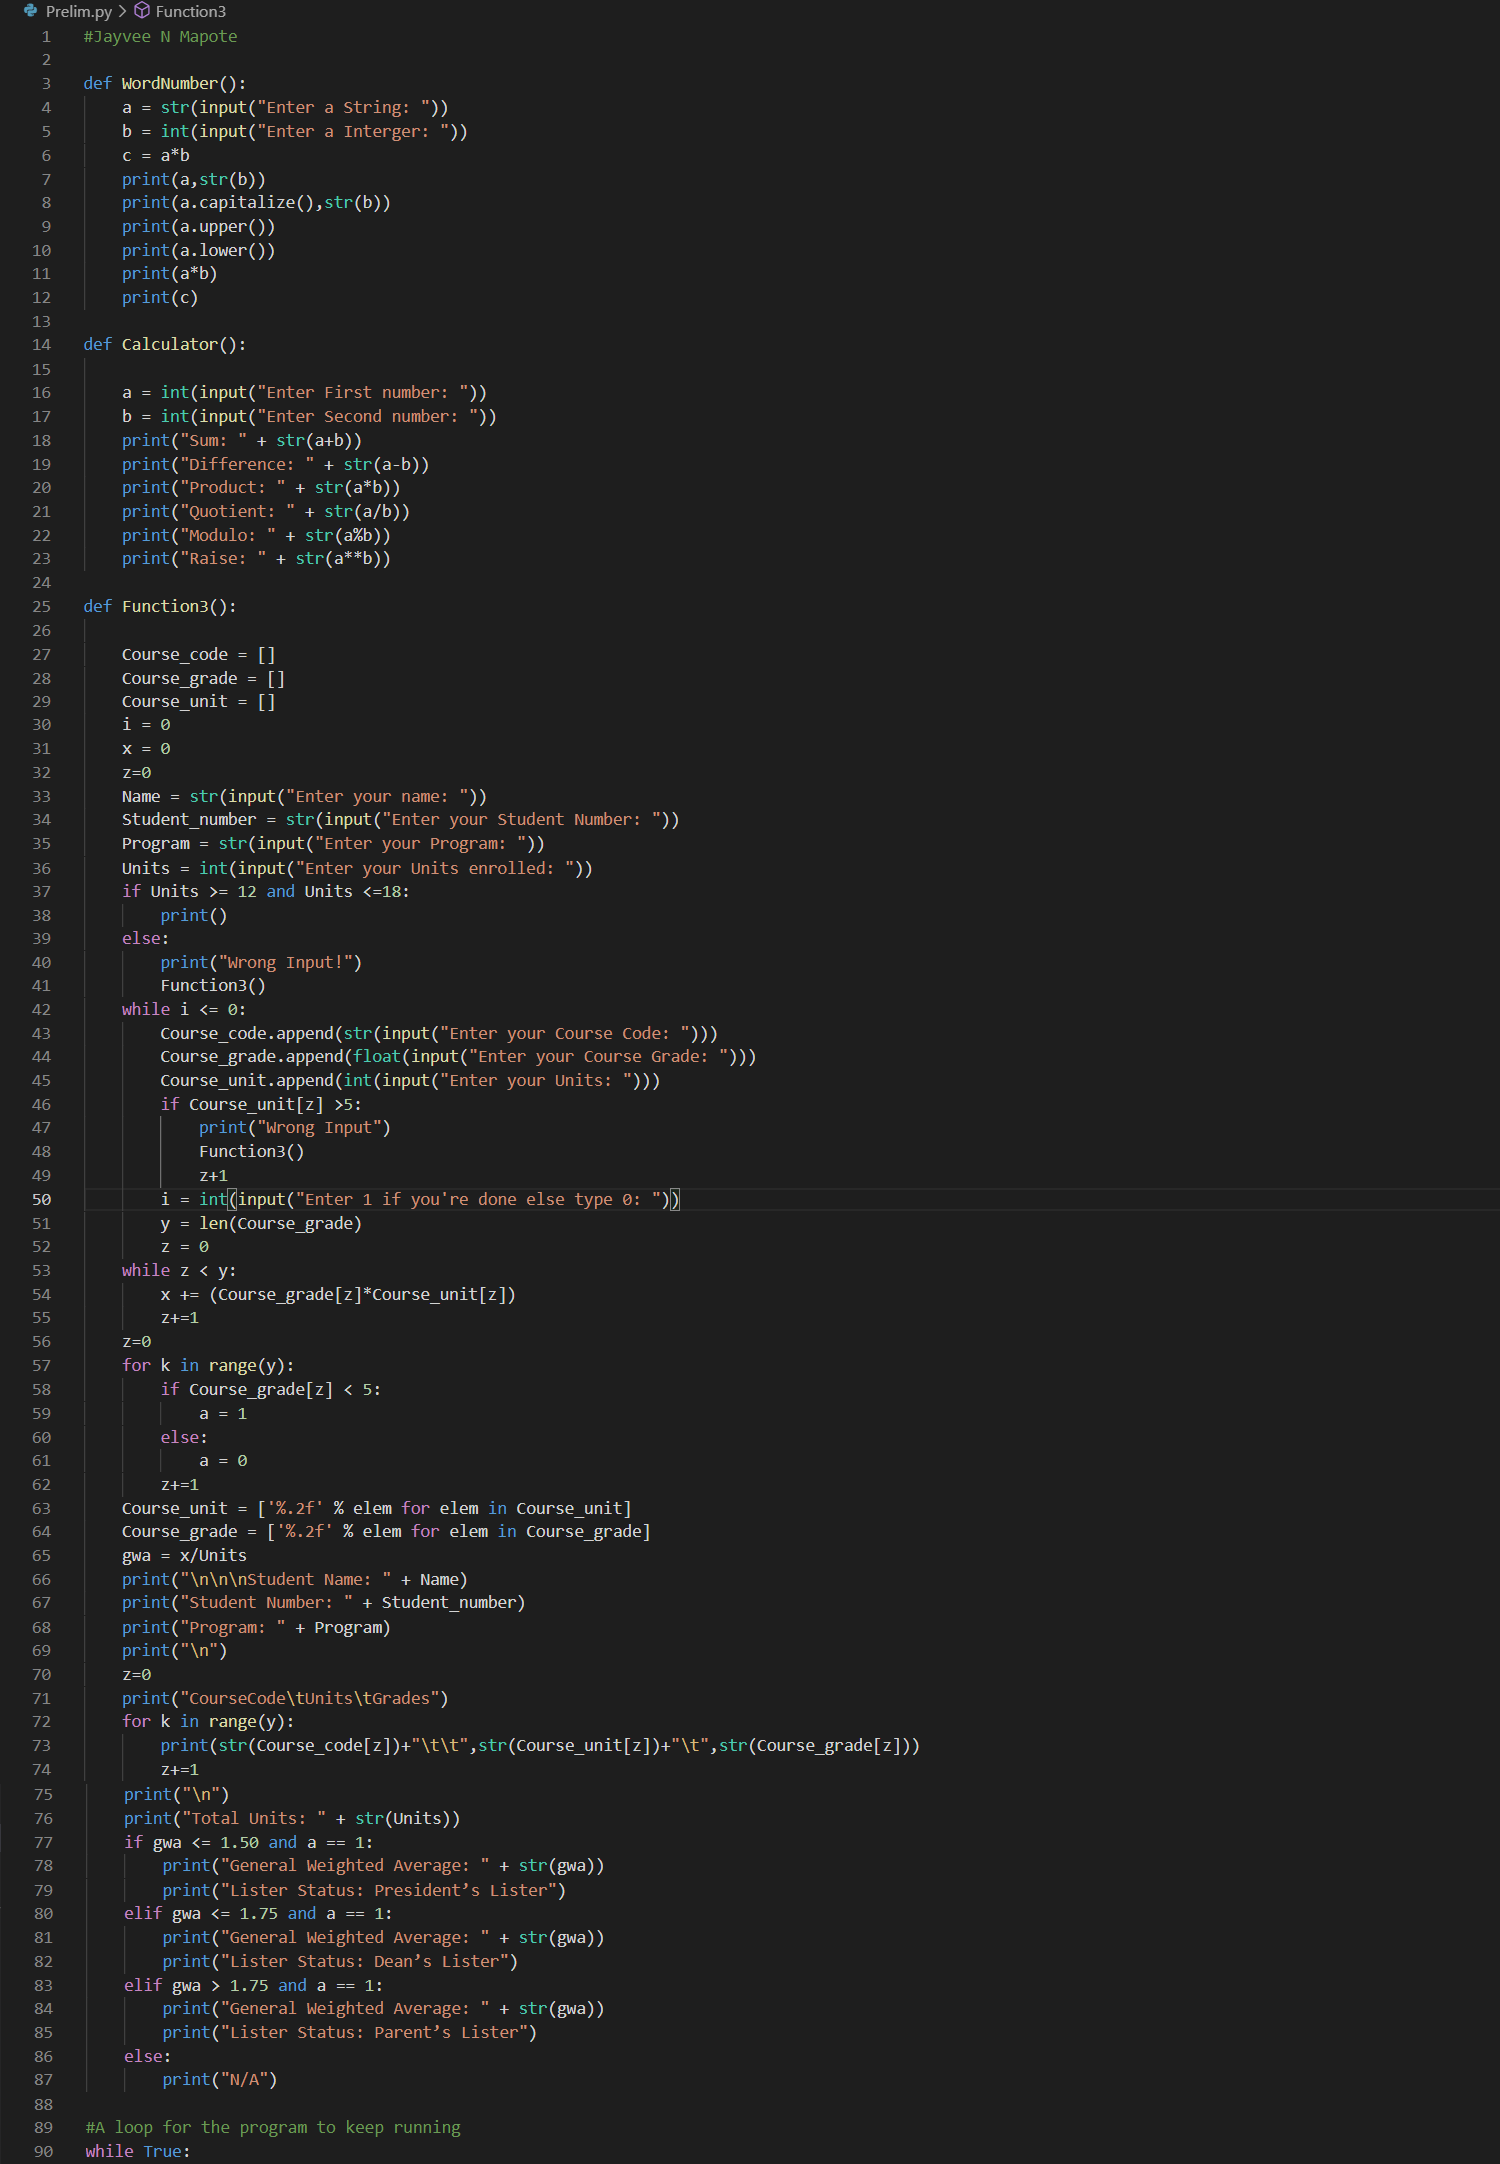 Prelim.py > Function3
1 #Jayvee N Mapote
2
3 def WordNumber():
4     a = str(input("Enter a String: "))
5     b = int(input("Enter a Interger: "))
6     c = a*b
7     print(a,str(b))
8     print(a.capitalize(),str(b))
9     print(a.upper())
10     print(a.lower())
11     print(a*b)
12     print(c)
13
14 def Calculator():
15
16     a = int(input("Enter First number: "))
17     b = int(input("Enter Second number: "))
18     print("Sum: " + str(a+b))
19     print("Difference: " + str(a-b))
20     print("Product: " + str(a*b))
21     print("Quotient: " + str(a/b))
22     print("Modulo: " + str(a%b))
23     print("Raise: " + str(a**b))
24
25 def Function3():
26
27     Course_code = []
28     Course_grade = []
29     Course_unit = []
30     i = 0
31     x = 0
32     z=0
33     Name = str(input("Enter your name: "))
34     Student_number = str(input("Enter your Student Number: "))
35     Program = str(input("Enter your Program: "))
36     Units = int(input("Enter your Units enrolled: "))
37     if Units >= 12 and Units <=18:
38         print()
39     else:
40         print("Wrong Input!")
41         Function3()
42     while i <= 0:
43         Course_code.append(str(input("Enter your Course Code: ")))
44         Course_grade.append(float(input("Enter your Course Grade: ")))
45         Course_unit.append(int(input("Enter your Units: ")))
46         if Course_unit[z] >5:
47             print("Wrong Input")
48             Function3()
49             z+1
50         i = int(input("Enter 1 if you're done else type 0: "))
51         y = len(Course_grade)
52         z = 0
53     while z < y:
54         x += (Course_grade[z]*Course_unit[z])
55         z+=1
56     z=0
57     for k in range(y):
58         if Course_grade[z] < 5:
59             a = 1
60         else:
61             a = 0
62         z+=1
63     Course_unit = ['%.2f' % elem for elem in Course_unit]
64     Course_grade = ['%.2f' % elem for elem in Course_grade]
65     gwa = x/Units
66     print("\n\n\nStudent Name: " + Name)
67     print("Student Number: " + Student_number)
68     print("Program: " + Program)
69     print("\n")
70     z=0
71     print("CourseCode\tUnits\tGrades")
72     for k in range(y):
73         print(str(Course_code[z])+"\t\t",str(Course_unit[z])+"\t",str(Course_grade[z]))
74         z+=1
75     print("\n")
76     print("Total Units: " + str(Units))
77     if gwa <= 1.50 and a == 1:
78         print("General Weighted Average: " + str(gwa))
79         print("Lister Status: President’s Lister")
80     elif gwa <= 1.75 and a == 1:
81         print("General Weighted Average: " + str(gwa))
82         print("Lister Status: Dean’s Lister")
83     elif gwa > 1.75 and a == 1:
84         print("General Weighted Average: " + str(gwa))
85         print("Lister Status: Parent’s Lister")
86     else:
87         print("N/A")
88
89 #A loop for the program to keep running
90 while True: